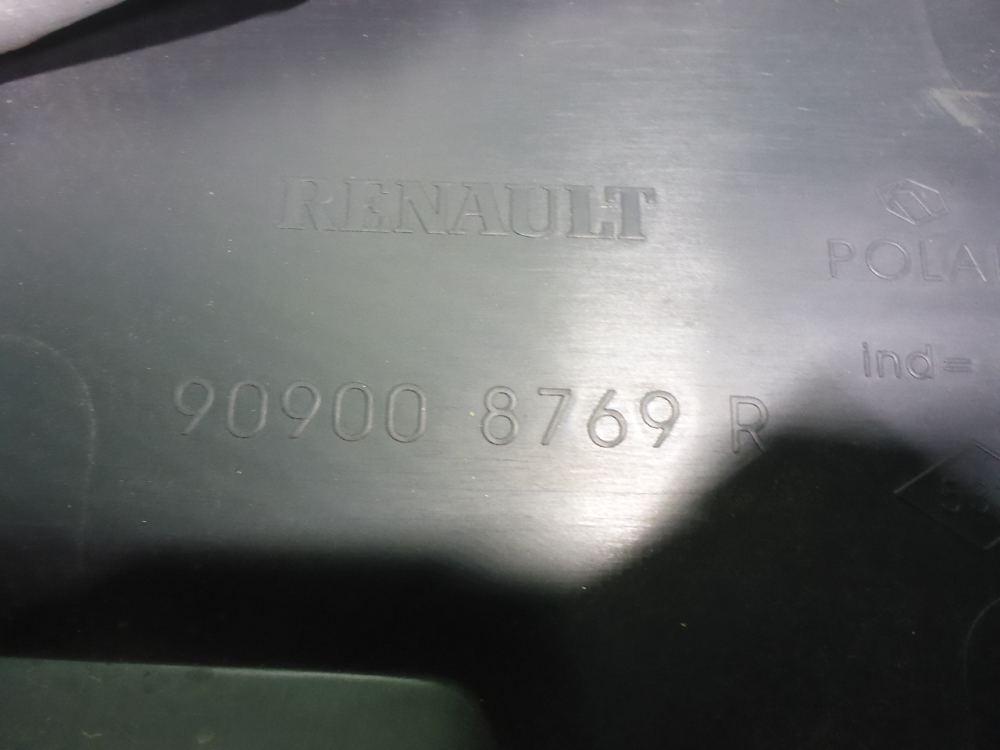 RENAULT
POLA
ind=
90900 8769 R